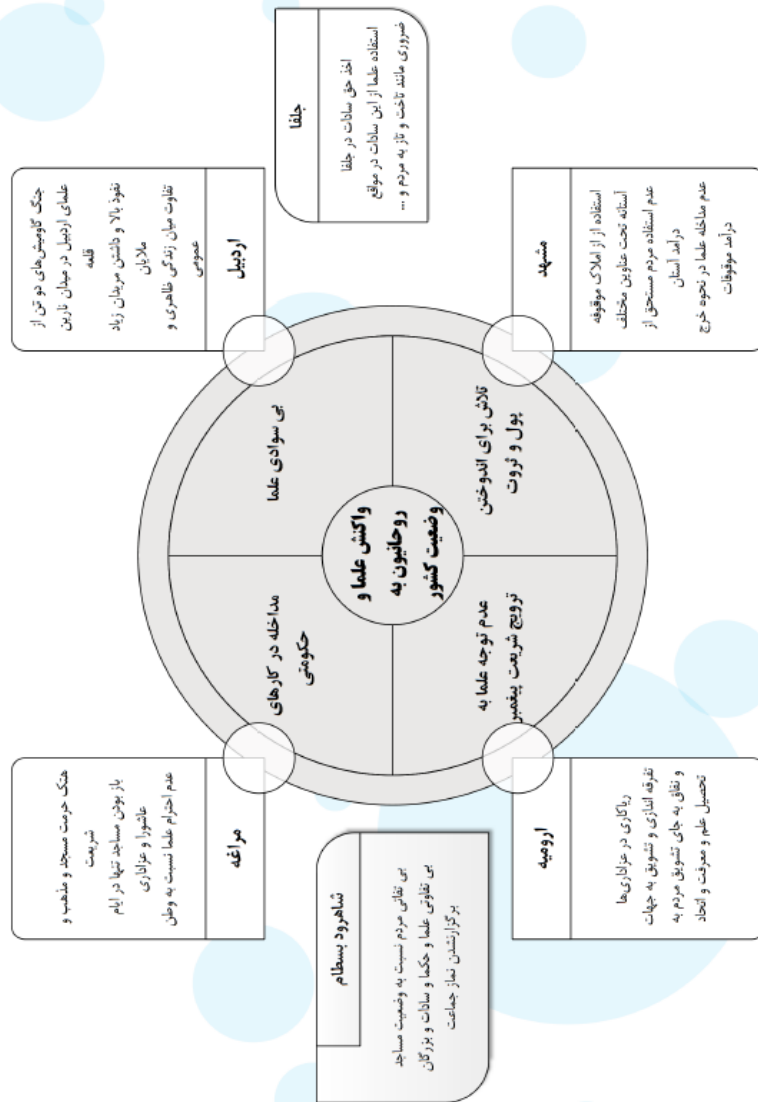 جنگ گاومیش‌های دو تن از
علمای اردبیل در میدان نارین
قلعه
نفوذ بالا و داشتن مریدان زیاد
ملایان
تفاوت میان زندگی ظاهری و
عمومی
اردبیل
هتک حرمت مسجد و مذهب و
شریعت
باز بودن مساجد تنها در ایام
عاشورا و عزاداری
عدم احترام علما نسبت به وطن
مراغه
جلفا
اخذ حق سادات در جلفا
استفاده علما از این سادات در مواقع
ضروری مانند تاخت و تاز به مردم و ...
بی سوادی علما
مداخله در کارهای
حکومتی
واکنش علما و
روحانیون به
وضعیت کشور
تلاش برای اندوختن
پول و ثروت
عدم توجه علما به
ترویج شریعت پیغمبر
شاهرود بسطام
بی تفاتی مردم نسبت به وضعیت مساجد
بی تفاوتی علما و حکما و سادات و بزرگان
برگزارنشدن نماز جماعت
مشهد
استفاده از از املاک موقوفه
آستانه تحت عناوین مختلف
عدم استفاده مردم مستحق از
درآمد آستان
عدم مداخله علما در نحوه خرج
درآمد موقوفات
ارومیه
ریاکاری در عزاداری‌ها
تفرقه اندازی و تشویق به جهات
و نفاق به جای تشویق مردم به
تحصیل علم و معرفت و اتحاد